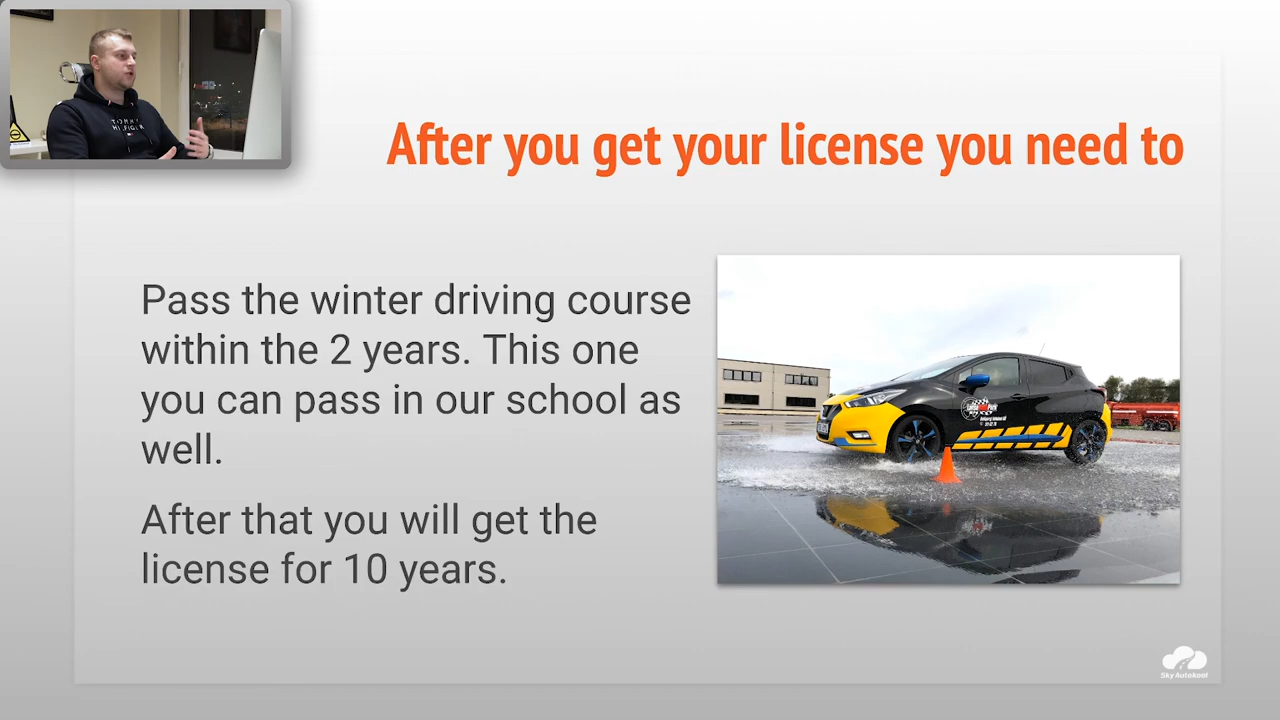 TOMMY
HILFIGER
After you get your license you need to
Pass the winter driving course
within the 2 years. This one
you can pass in our school as
well.
After that you will get the
license for 10 years.
Sky Autokool